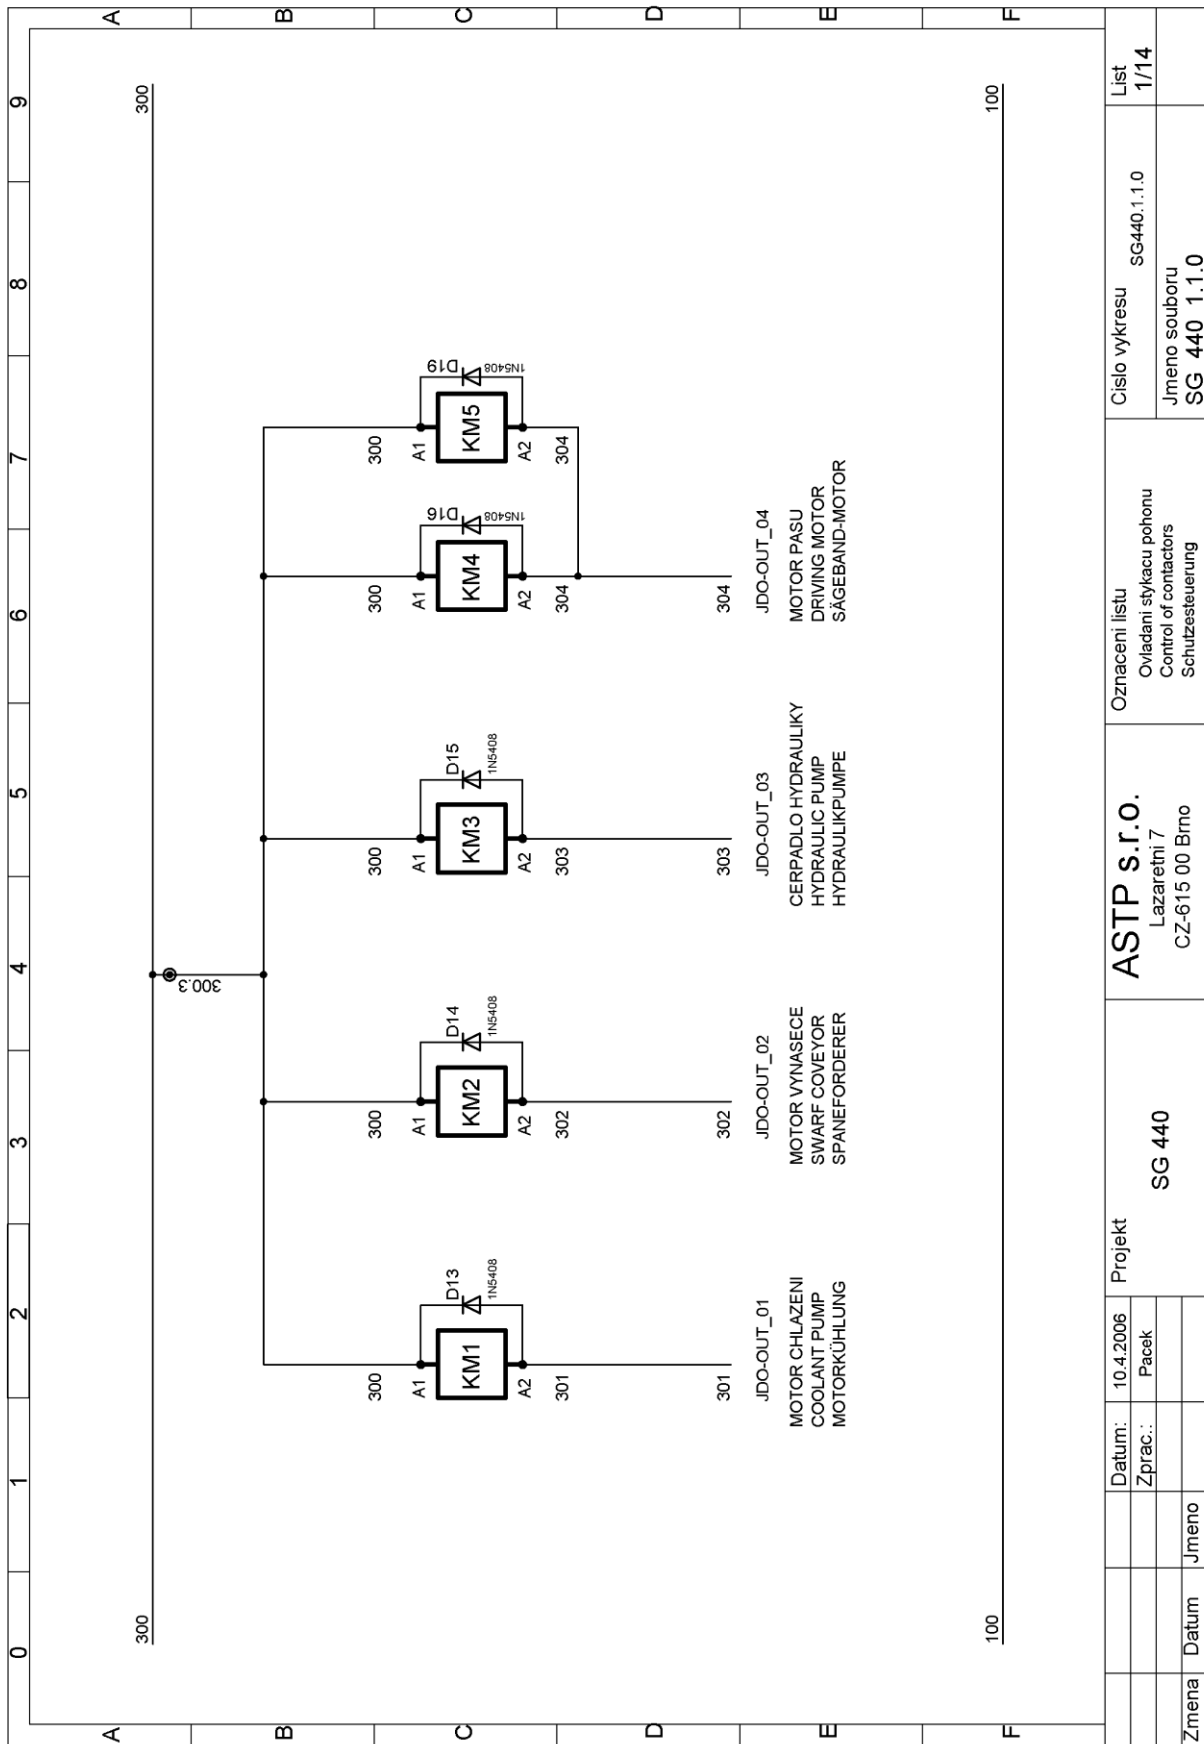 0 1 2 3 4 5 6 7 8 9
A
B
C
D
E
F
A
B
C
D
E
F
300
300
300.3
300
A1
KM1
A2
301
D13
1N5408
301
JDO-OUT_01
MOTOR CHLAZENI
COOLANT PUMP
MOTORKÜHLUNG
300
A1
KM2
A2
302
D14
1N5408
302
JDO-OUT_02
MOTOR VYNASECE
SWARF COVEYOR
SPANEFORDERER
300
A1
KM3
A2
303
D15
1N5408
303
JDO-OUT_03
CERPADLO HYDRAULIKY
HYDRAULIC PUMP
HYDRAULIKPUMPE
300
A1
KM4
A2
304
D16
1N5408
304
JDO-OUT_04
MOTOR PASU
DRIVING MOTOR
SÄGEBAND-MOTOR
300
A1
KM5
A2
304
D19
1N5408
100
100
Zmena
Datum
Jmeno
Datum:
10.4.2006
Zprac.:
Pacek
Projekt
SG 440
ASTP s.r.o.
Lazaretni 7
CZ-615 00 Brno
Oznaceni listu
Ovladani stykacu pohonu
Control of contactors
Schutzesteuerung
Cislo vykresu
SG440.1.1.0
Jmeno souboru
SG_440_1.1.0
List
1/14